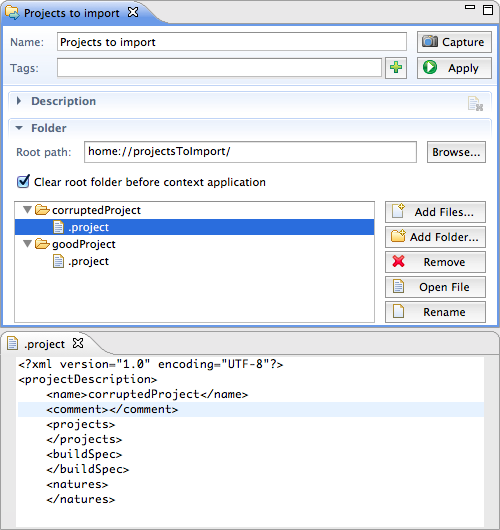 Projects to import
Name: Projects to import Capture
Tags: Apply
Description
Folder
Root path: home://projectsToImport/ Browse...
Clear root folder before context application
corruptedProject
.project
goodProject
.project
Add Files...
Add Folder...
Remove
Open File
Rename
.project
<?xml version="1.0" encoding="UTF-8"?>
<projectDescription>
    <name>corruptedProject</name>
    <comment></comment>
    <projects>
    </projects>
    <buildSpec>
    </buildSpec>
    <natures>
    </natures>